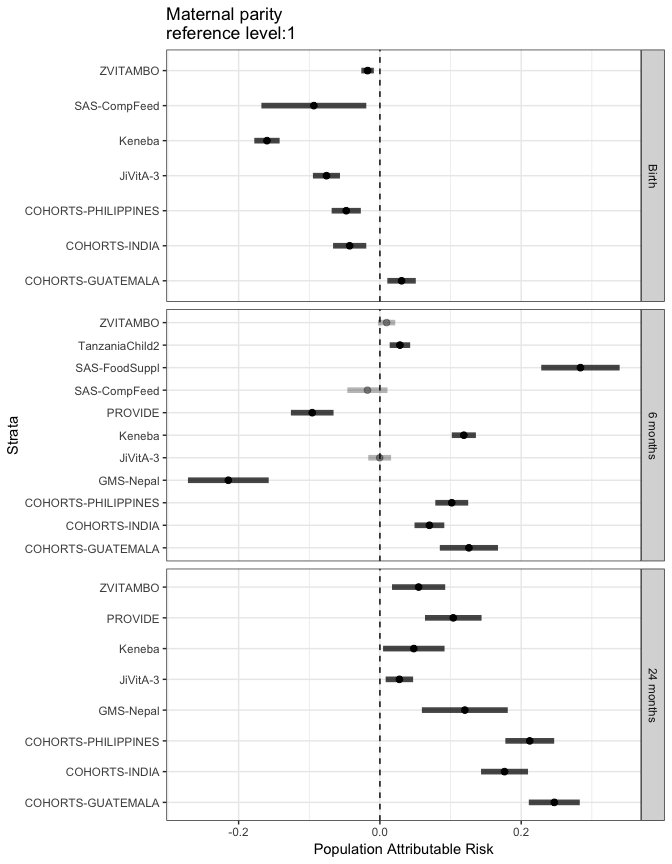 Maternal parity
reference level:1
ZVITAMBO
SAS-CompFeed
Keneba
JiVitA-3
COHORTS-PHILIPPINES
COHORTS-INDIA
COHORTS-GUATEMALA
Birth
ZVITAMBO
TanzaniaChild2
SAS-FoodSuppl
SAS-CompFeed
PROVIDE
Keneba
JiVitA-3
GMS-Nepal
COHORTS-PHILIPPINES
COHORTS-INDIA
COHORTS-GUATEMALA
6 months
Strata
ZVITAMBO
PROVIDE
Keneba
JiVitA-3
GMS-Nepal
COHORTS-PHILIPPINES
COHORTS-INDIA
COHORTS-GUATEMALA
24 months
-0.2 0.0 0.2
Population Attributable Risk